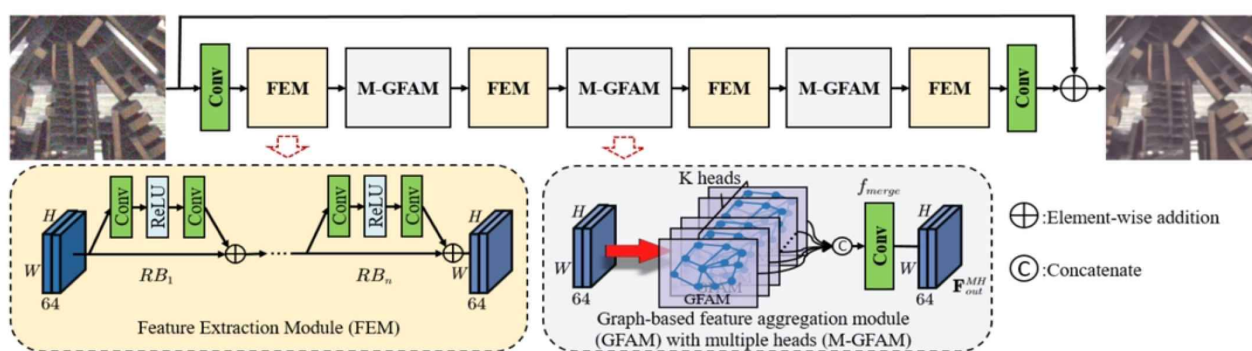 Conv
FEM
M-GFAM
FEM
M-GFAM
FEM
M-GFAM
FEM
Conv
Conv
ReLU
Conv
Conv
ReLU
Conv
H
W
64
RB1
......
RBn
H
W
64
Feature Extraction Module (FEM)
K heads
H
W
64
GFAM
fmerge
C
Conv
H
W
64
F^MH_out
Graph-based feature aggregation module
(GFAM) with multiple heads (M-GFAM)
:Element-wise addition
C :Concatenate